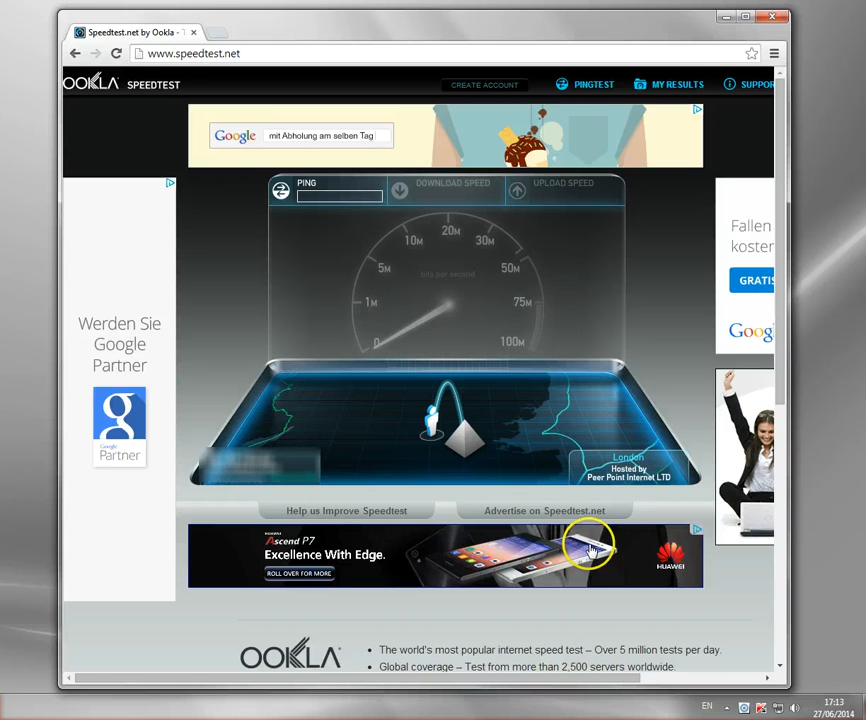 Speedtest.net by Ookla - T
www.speedtest.net
OOKLA SPEEDTEST
CREATE ACCOUNT
PINGTEST
MY RESULTS
SUPPOR
Google
mit Abholung am selben Tag
PING
DOWNLOAD SPEED
UPLOAD SPEED
20M
10M
30M
5M
50M
bits per second
1M
75M
0
100M
Werden Sie
Google
Partner
Google
Partner
Fallen
koster
GRATIS
Google
London
Hosted by
Peer Point Internet LTD
Help us Improve Speedtest
Advertise on Speedtest.net
HUAWEI
Ascend P7
Excellence With Edge.
ROLL OVER FOR MORE
HUAWEI
OOKLA
• The world's most popular internet speed test – Over 5 million tests per day.
• Global coverage – Test from more than 2,500 servers worldwide.
EN
17:13
27/06/2014